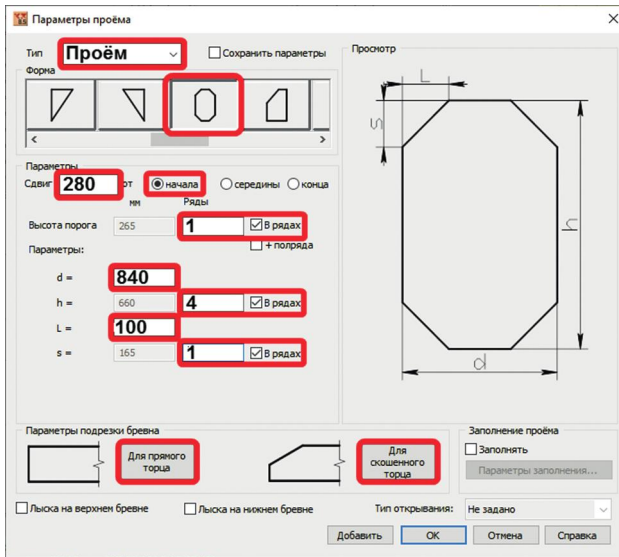 Параметры проёма
Тип Проём Сохранить параметры
Просмотр
Форма
Параметры
Сдвиг 280 от начала середины конца
мм Ряды
Высота порога 265 1 В рядах
+ полряда
Параметры:
d = 840
h = 660 4 В рядах
L = 100
s = 165 1 В рядах
L
s
h
d
Параметры подрезки бревна
Для прямого
торца
Для
скошенного
торца
Заполнение проёма
Заполнять
Параметры заполнения...
Лыска на верхнем бревне Лыска на нижнем бревне Тип открывания: Не задано
Добавить OK Отмена Справка